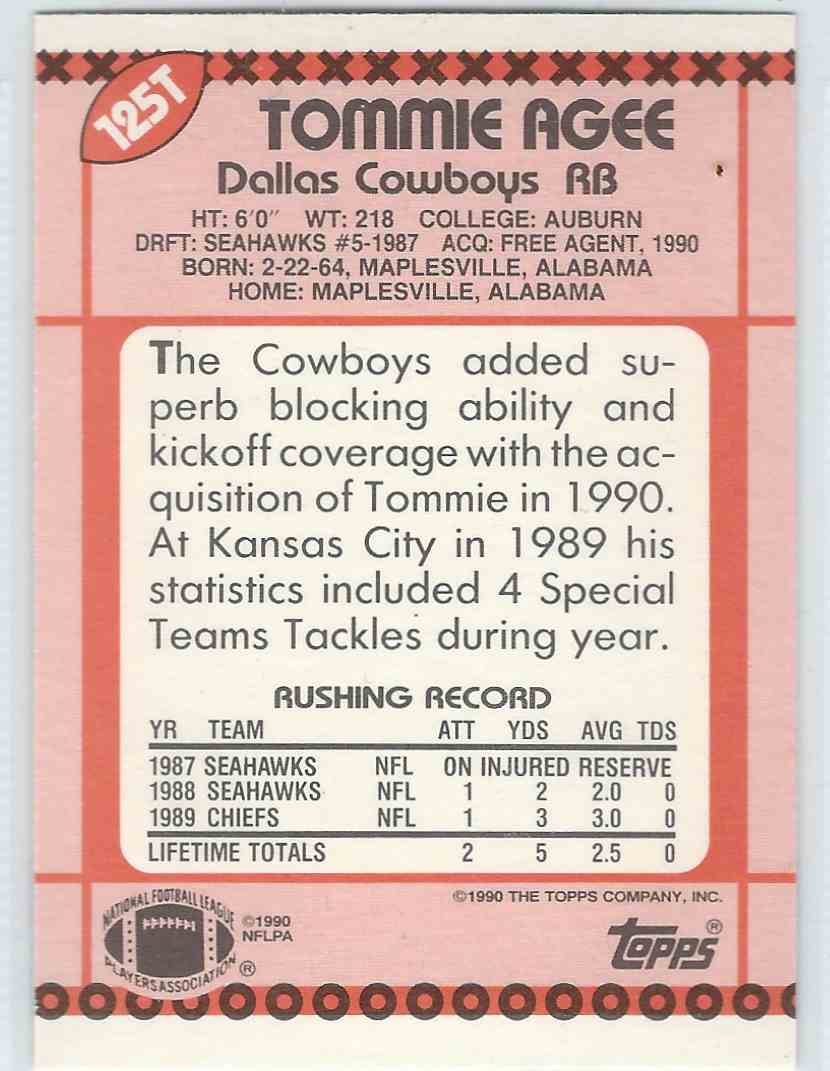 125T
TOMMIE AGEE
Dallas Cowboys RB
HT: 6'0" WT: 218 COLLEGE: AUBURN
DRFT: SEAHAWKS #5-1987 ACQ: FREE AGENT, 1990
BORN: 2-22-64, MAPLESVILLE, ALABAMA
HOME: MAPLESVILLE, ALABAMA
The Cowboys added su-
perb blocking ability and
kickoff coverage with the ac-
quisition of Tommie in 1990.
At Kansas City in 1989 his
statistics included 4 Special
Teams Tackles during year.
RUSHING RECORD
YR TEAM ATT YDS AVG TDS
1987 SEAHAWKS NFL ON INJURED RESERVE
1988 SEAHAWKS NFL 1 2 2.0 0
1989 CHIEFS NFL 1 3 3.0 0
LIFETIME TOTALS 2 5 2.5 0
©1990 THE TOPPS COMPANY, INC.
NATIONAL FOOTBALL LEAGUE
PLAYERS ASSOCIATION ®
©1990
NFLPA
TOPPS ®